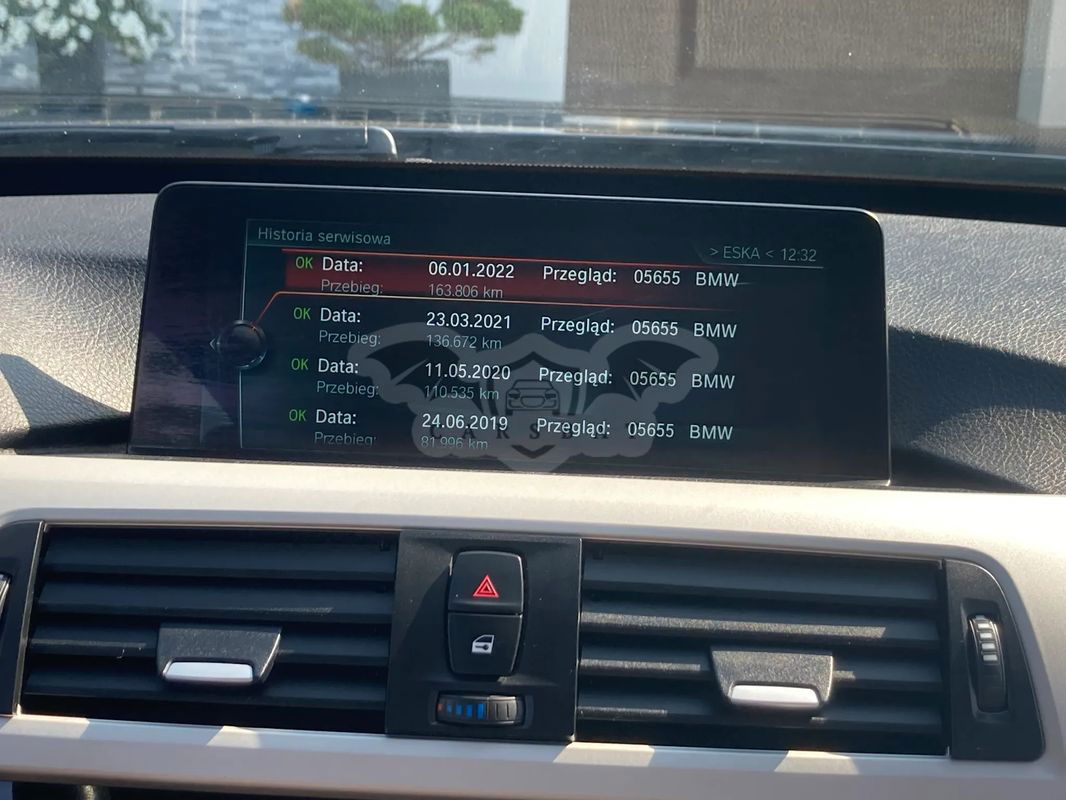 Historia serwisowa
> ESKA < 12:32
OK Data: 06.01.2022 Przegląd: 05655 BMW
Przebieg: 163.806 km
OK Data: 23.03.2021 Przegląd: 05655 BMW
Przebieg: 136.672 km
OK Data: 11.05.2020 Przegląd: 05655 BMW
Przebieg: 110.535 km
OK Data: 24.06.2019 Przegląd: 05655 BMW
Przebieg: 81.996 km